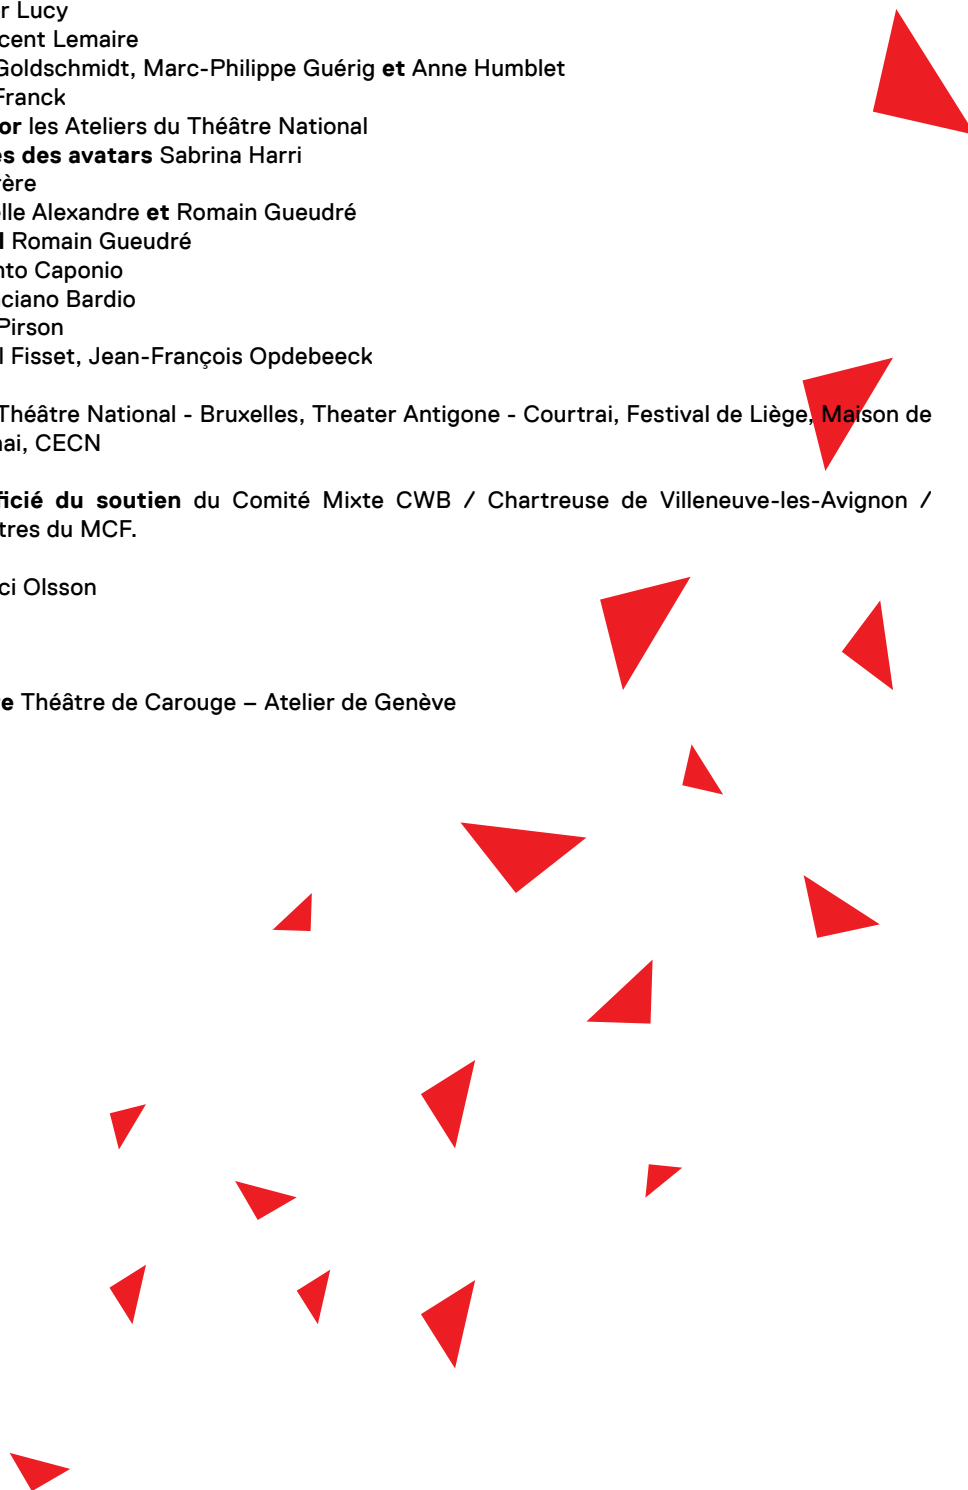 r Lucy
cent Lemaire
Goldschmidt, Marc-Philippe Guérig et Anne Humblet
Franck
or les Ateliers du Théâtre National
es des avatars Sabrina Harri
rère
lle Alexandre et Romain Gueudré
l Romain Gueudré
nto Caponio
ciano Bardio
Pirson
l Fisset, Jean-François Opdebeeck
Théâtre National - Bruxelles, Theater Antigone - Courtrai, Festival de Liège, Maison de
nai, CECN
ficié du soutien du Comité Mixte CWB / Chartreuse de Villeneuve-les-Avignon /
tres du MCF.
ci Olsson
e Théâtre de Carouge – Atelier de Genève